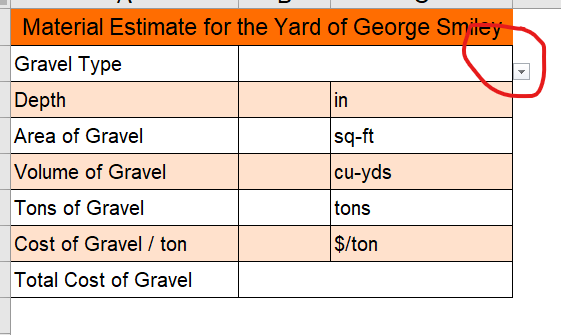 Material Estimate for the Yard of George Smiley
Gravel Type
Depth in
Area of Gravel sq-ft
Volume of Gravel cu-yds
Tons of Gravel tons
Cost of Gravel / ton $/ton
Total Cost of Gravel